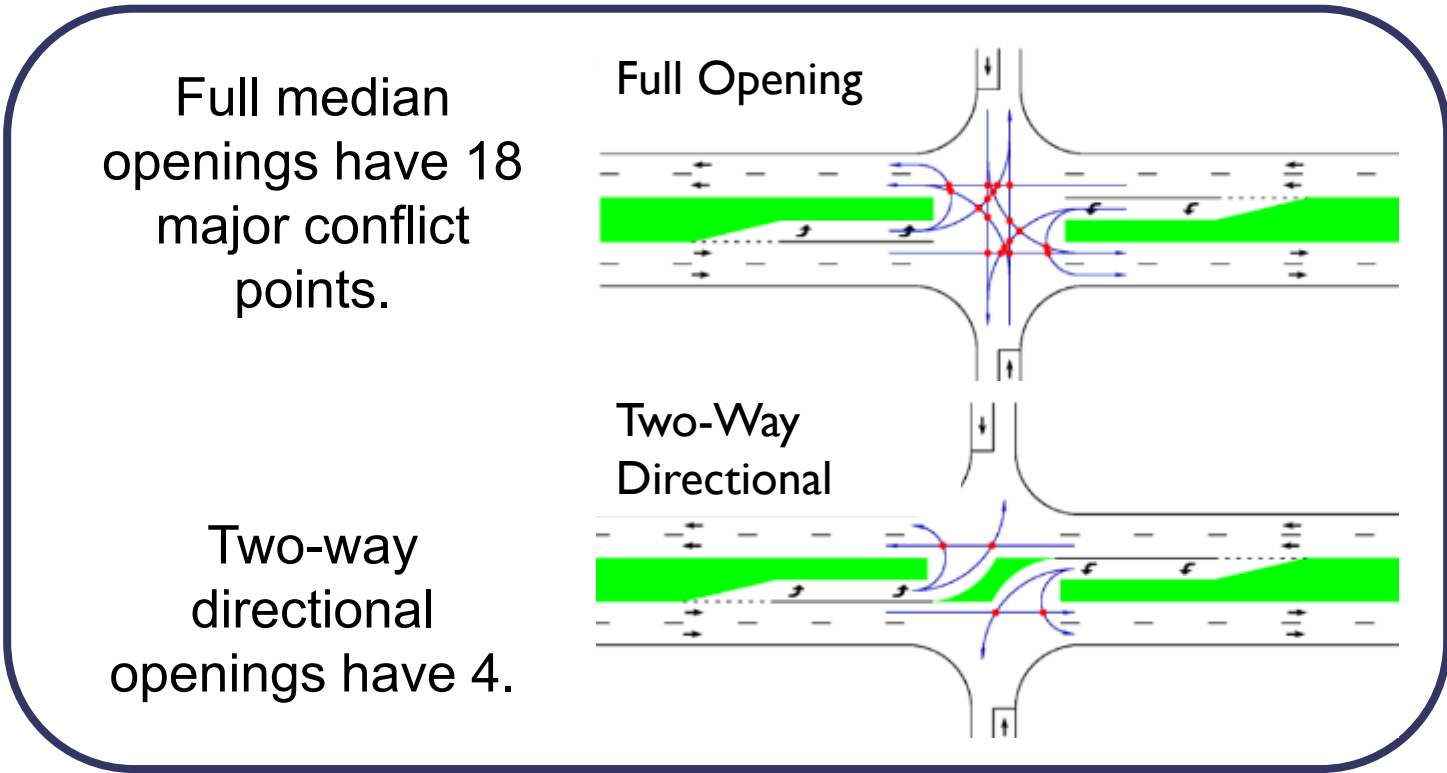 Full median
openings have 18
major conflict
points.
Full Opening
Two-Way
Directional
Two-way
directional
openings have 4.